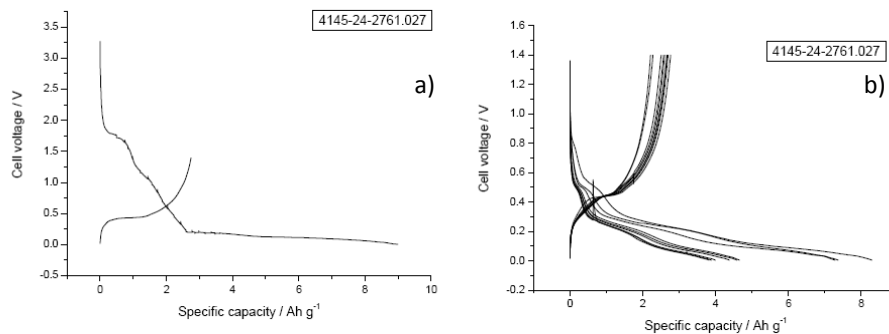 4145-24-2761.027
a)
3.5
3.0
2.5
2.0
1.5
1.0
0.5
0.0
-0.5
Cell voltage / V
0 2 4 6 8 10
Specific capacity / Ah g-1
4145-24-2761.027
b)
1.6
1.4
1.2
1.0
0.8
0.6
0.4
0.2
0.0
-0.2
Cell voltage / V
0 2 4 6 8
Specific capacity / Ah g-1